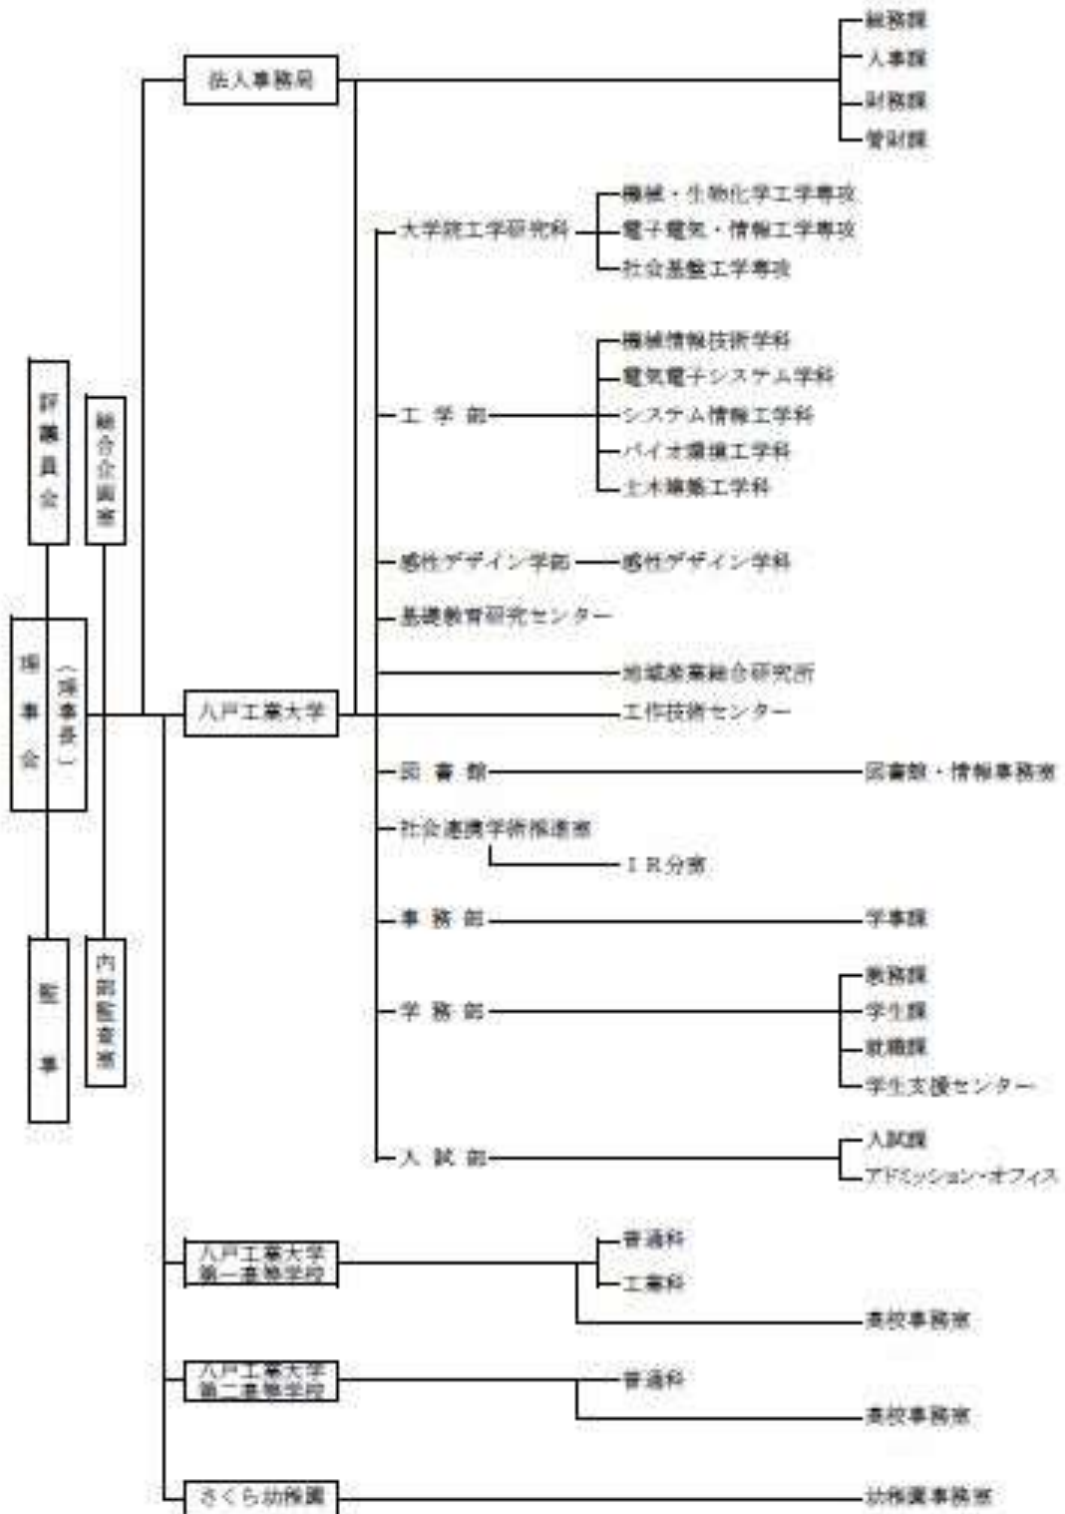 総務課
人事課
財務課
管財課
法人事務局
大学院工学研究科
機械・生物化学工学専攻
電子電気・情報工学専攻
社会基盤工学専攻
工学部
機械情報技術学科
電気電子システム学科
システム情報工学科
バイオ環境工学科
土木建築工学科
感性デザイン学部
感性デザイン学科
基礎教育研究センター
地域産業総合研究所
工作技術センター
評議員会
総合企画室
理事会
(理事長)
監事
内部監査室
八戸工業大学
図書館
図書館・情報事務室
社会連携学術推進室
IR分室
事務部
学事課
学務部
教務課
学生課
就職課
学生支援センター
入試部
入試課
アドミッション・オフィス
八戸工業大学
第一高等学校
普通科
工業科
高校事務室
八戸工業大学
第二高等学校
普通科
高校事務室
さくら幼稚園
幼稚園事務室